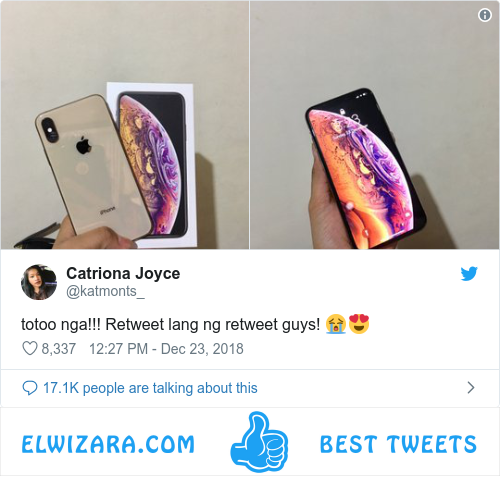 Catriona Joyce
@katmonts_
totoo nga!!! Retweet lang ng retweet guys! 😭😍
8,337 12:27 PM - Dec 23, 2018
17.1K people are talking about this
ELWIZARA.COM BEST TWEETS